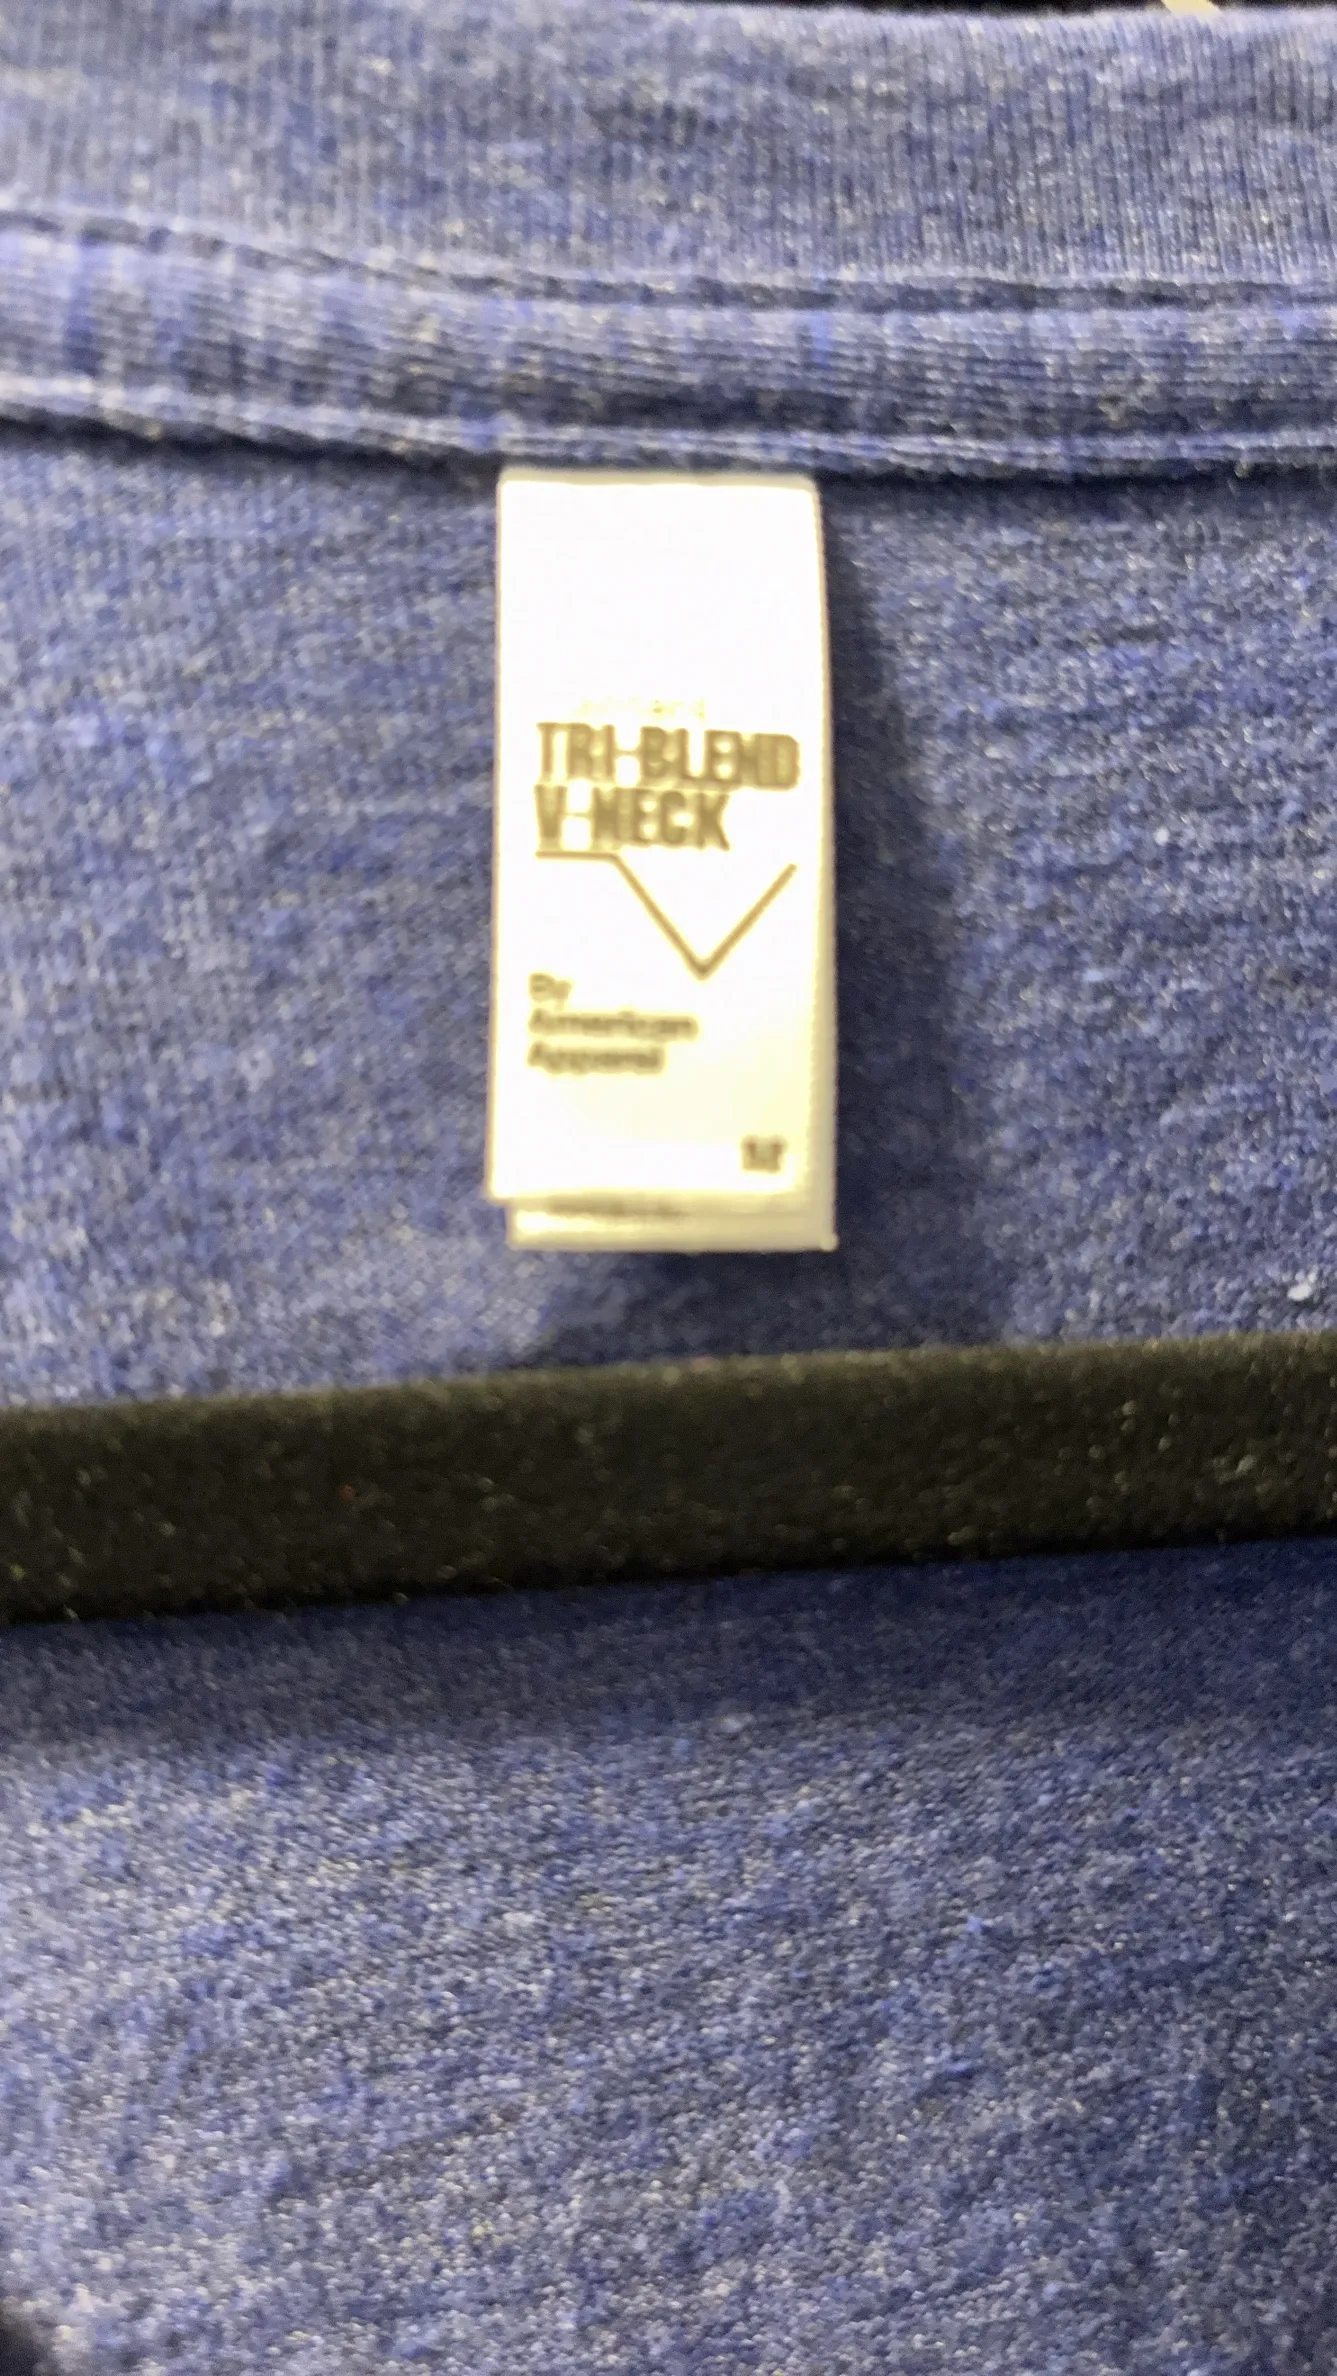 TRI-BLEND
V-NECK
By
American
Apparel
M